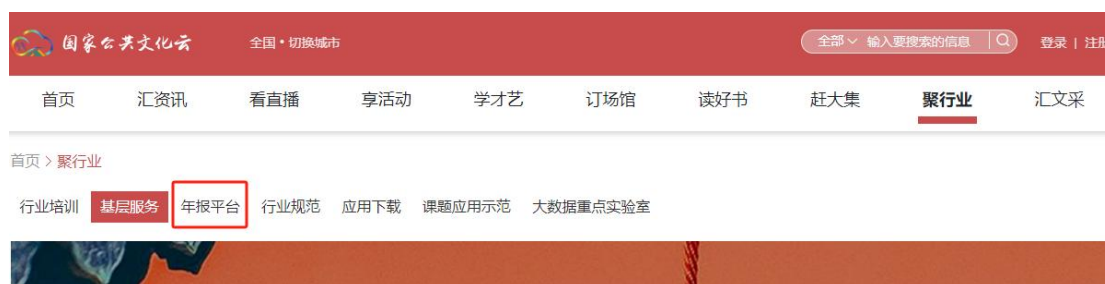 国家公共文化云 全国•切换城市 全部 输入要搜索的信息 登录 | 注册
首页 汇资讯 看直播 享活动 学才艺 订场馆 读好书 赶大集 聚行业 汇文采
首页 > 聚行业
行业培训 基层服务 年报平台 行业规范 应用下载 课题应用示范 大数据重点实验室